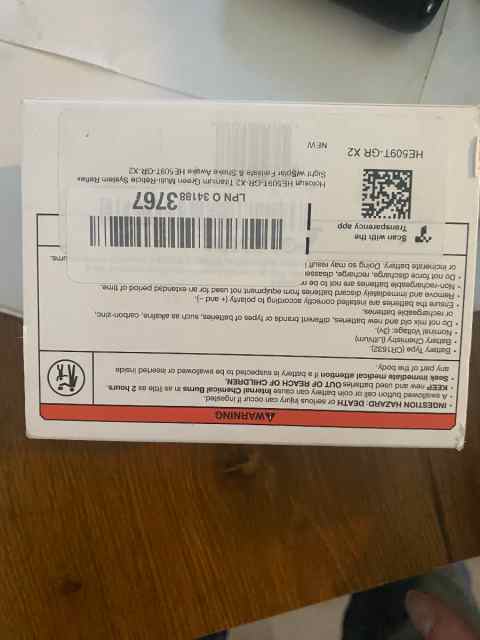 ⚠WARNING
• INGESTION HAZARD: DEATH or serious injury can occur if ingested.
• A swallowed button cell or coin battery can cause Internal Chemical Burns in as little as 2 hours.
• KEEP new and used batteries OUT OF REACH OF CHILDREN.
• Seek immediate medical attention if a battery is suspected to be swallowed or inserted inside
any part of the body.
• Battery Type (CR1632).
• Battery Chemistry (Lithium)
• Nominal Voltage: (3v).
• Do not mix old and new batteries, different brands or types of batteries, such as alkaline, carbon-zinc,
or rechargeable batteries.
• Ensure the batteries are installed correctly according to polarity (+ and –).
• Remove and immediately discard batteries from equipment not used for an extended period of time.
• Non-rechargeable batteries are not to be
• Do not force discharge, recharge,
or incinerate battery. Doing so may result
Scan with the
Transparency app
LPN O 34188 3767
Holosun HE509T-GR-X2 Titanium Green Multi-Reticle System Reflex
Sight w/Solar Failsafe & Shake Awake HE509T-GR-X2
NEW
HE509T-GR X2